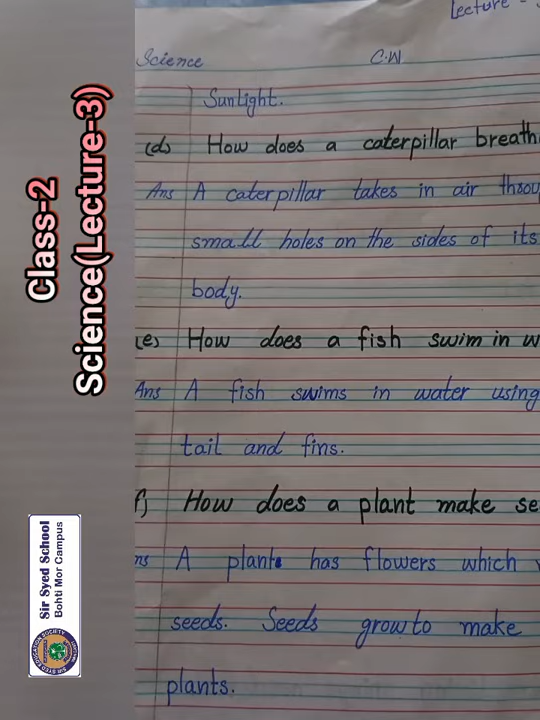 Class-2
Science(Lecture-3)
Sir Syed School
Bohti Mor Campus
Lecture -
Science C.W
Sunlight.
(d) How does a caterpillar breath
Ans A caterpillar takes in air throu
small holes on the sides of its
body.
(e) How does a fish swim in w
Ans A fish swims in water using
tail and fins.
f) How does a plant make se
ns A plant has flowers which
seeds. Seeds grow to make
plants.